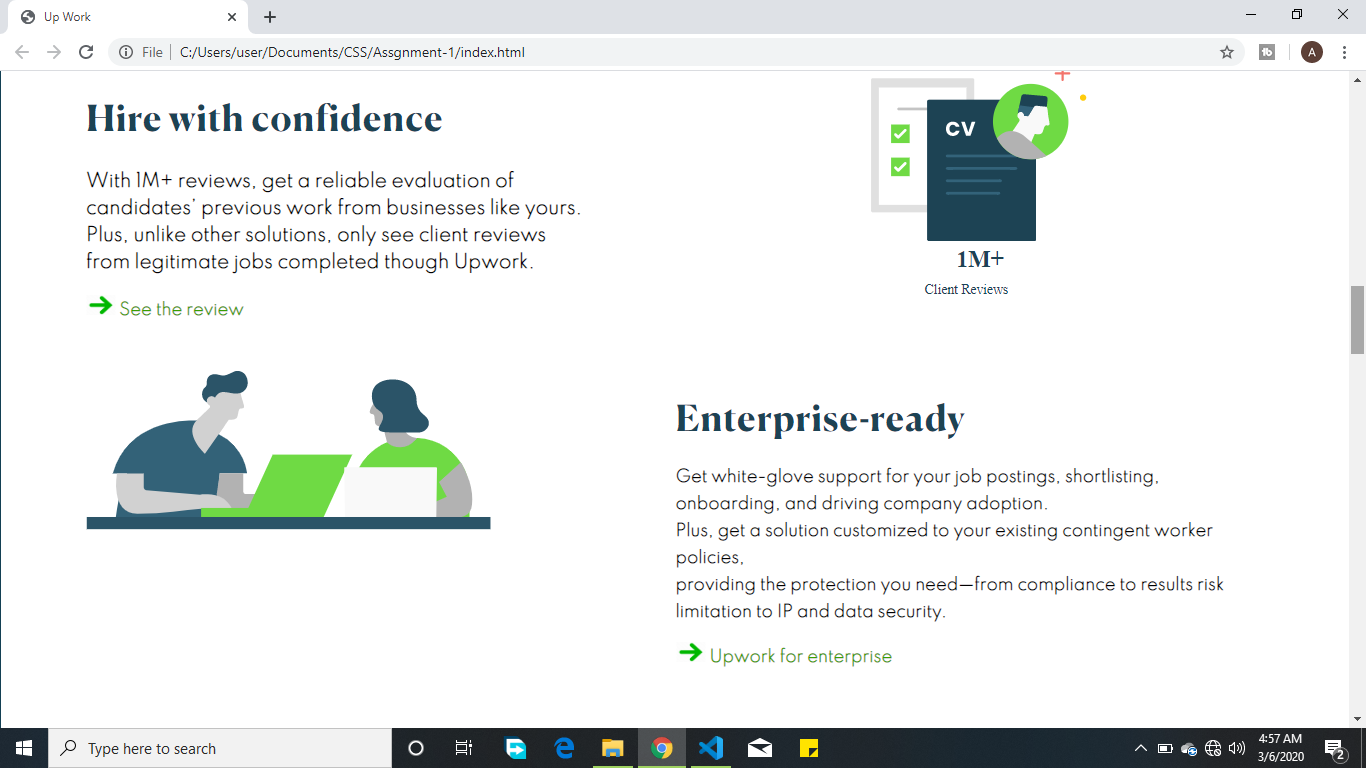 Up Work
File
C:/Users/user/Documents/CSS/Assgnment-1/index.html
A
Hire with confidence
With 1M+ reviews, get a reliable evaluation of
candidates’ previous work from businesses like yours.
Plus, unlike other solutions, only see client reviews
from legitimate jobs completed though Upwork.
See the review
CV
1M+
Client Reviews
Enterprise-ready
Get white-glove support for your job postings, shortlisting,
onboarding, and driving company adoption.
Plus, get a solution customized to your existing contingent worker
policies,
providing the protection you need—from compliance to results risk
limitation to IP and data security.
Upwork for enterprise
Type here to search
4:57 AM
3/6/2020
2